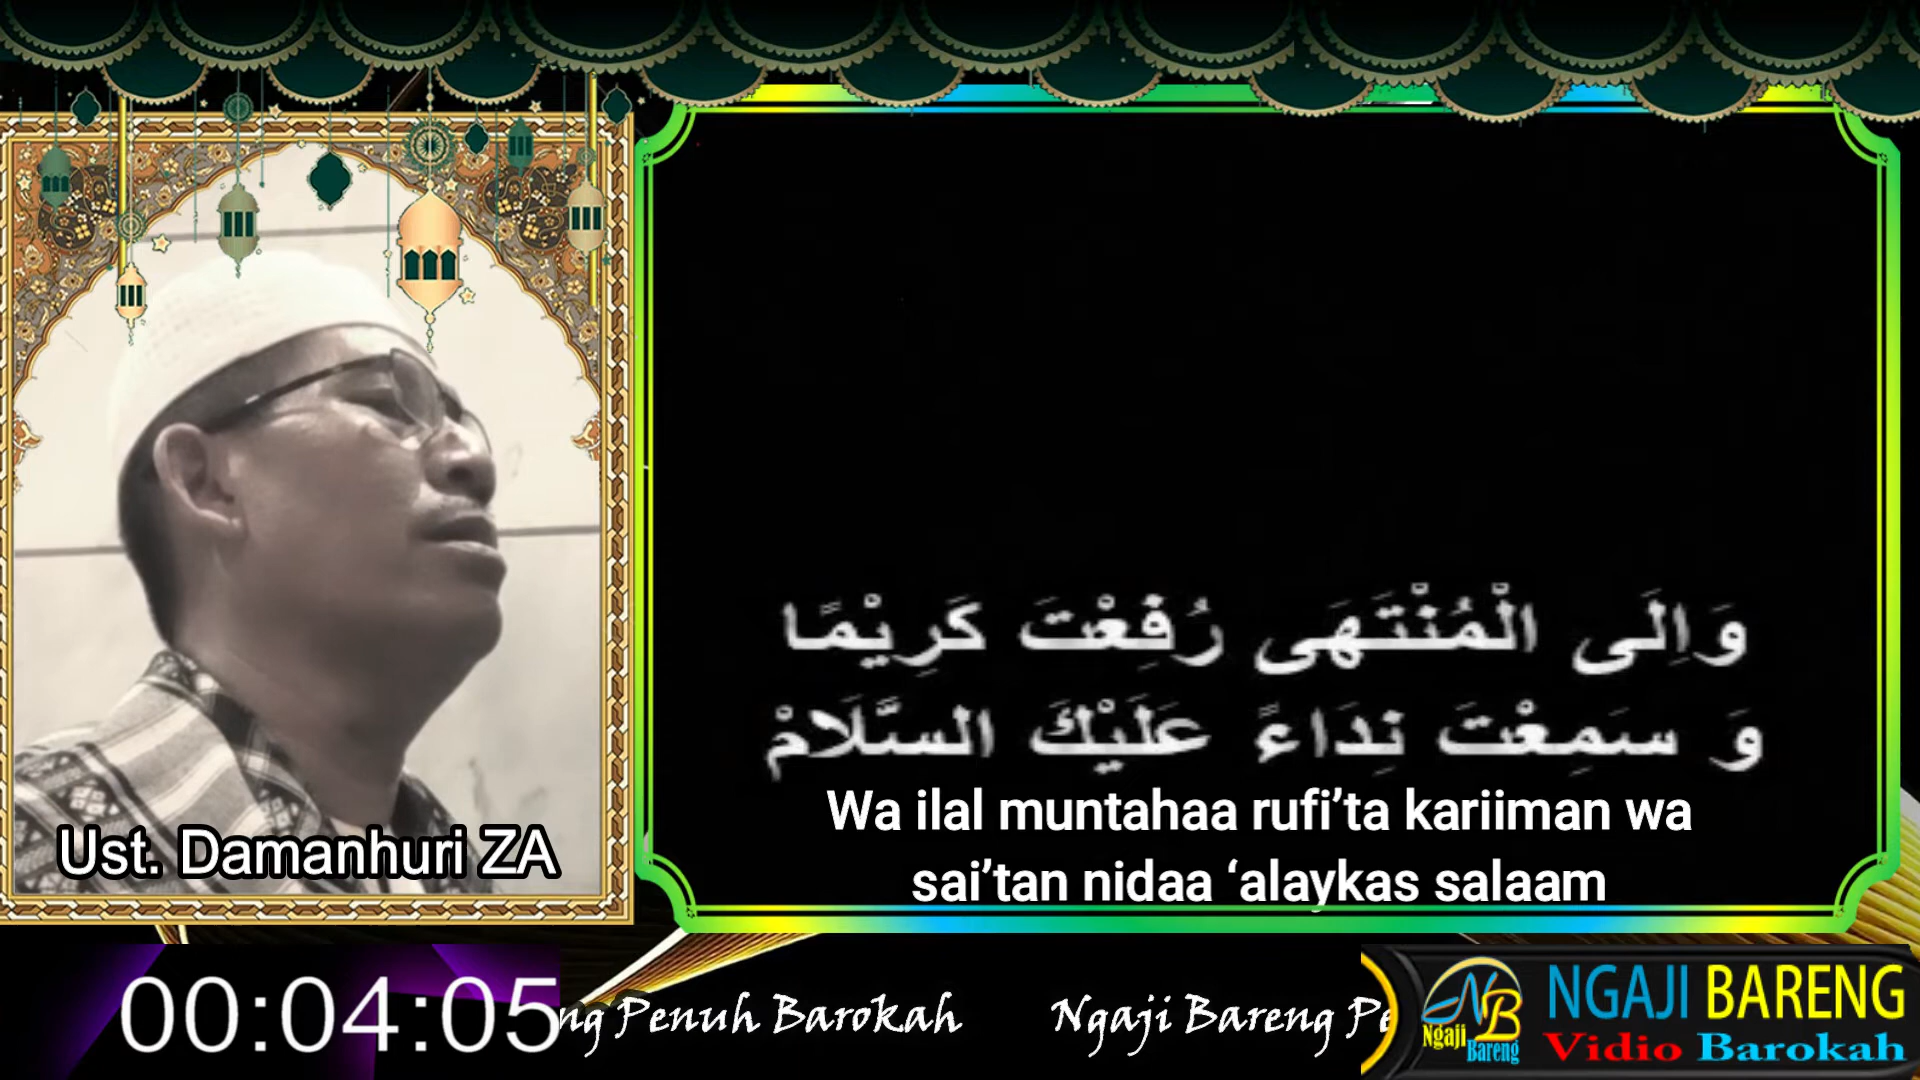 وَاِلَى الْمُنْتَهَى رُفِعْتَ كَرِيْمًا
وَ سَمِعْتَ نِدَاءً عَلَيْكَ السَّلَامْ
Wa ilal muntahaa rufi’ta kariiman wa
sai’tan nidaa ‘alaykas salaam
Ust. Damanhuri ZA
00:04:05
ng Penuh Barokah Ngaji Bareng Pe
NB
Ngaji
Bareng
NGAJI BARENG
Vidio Barokah